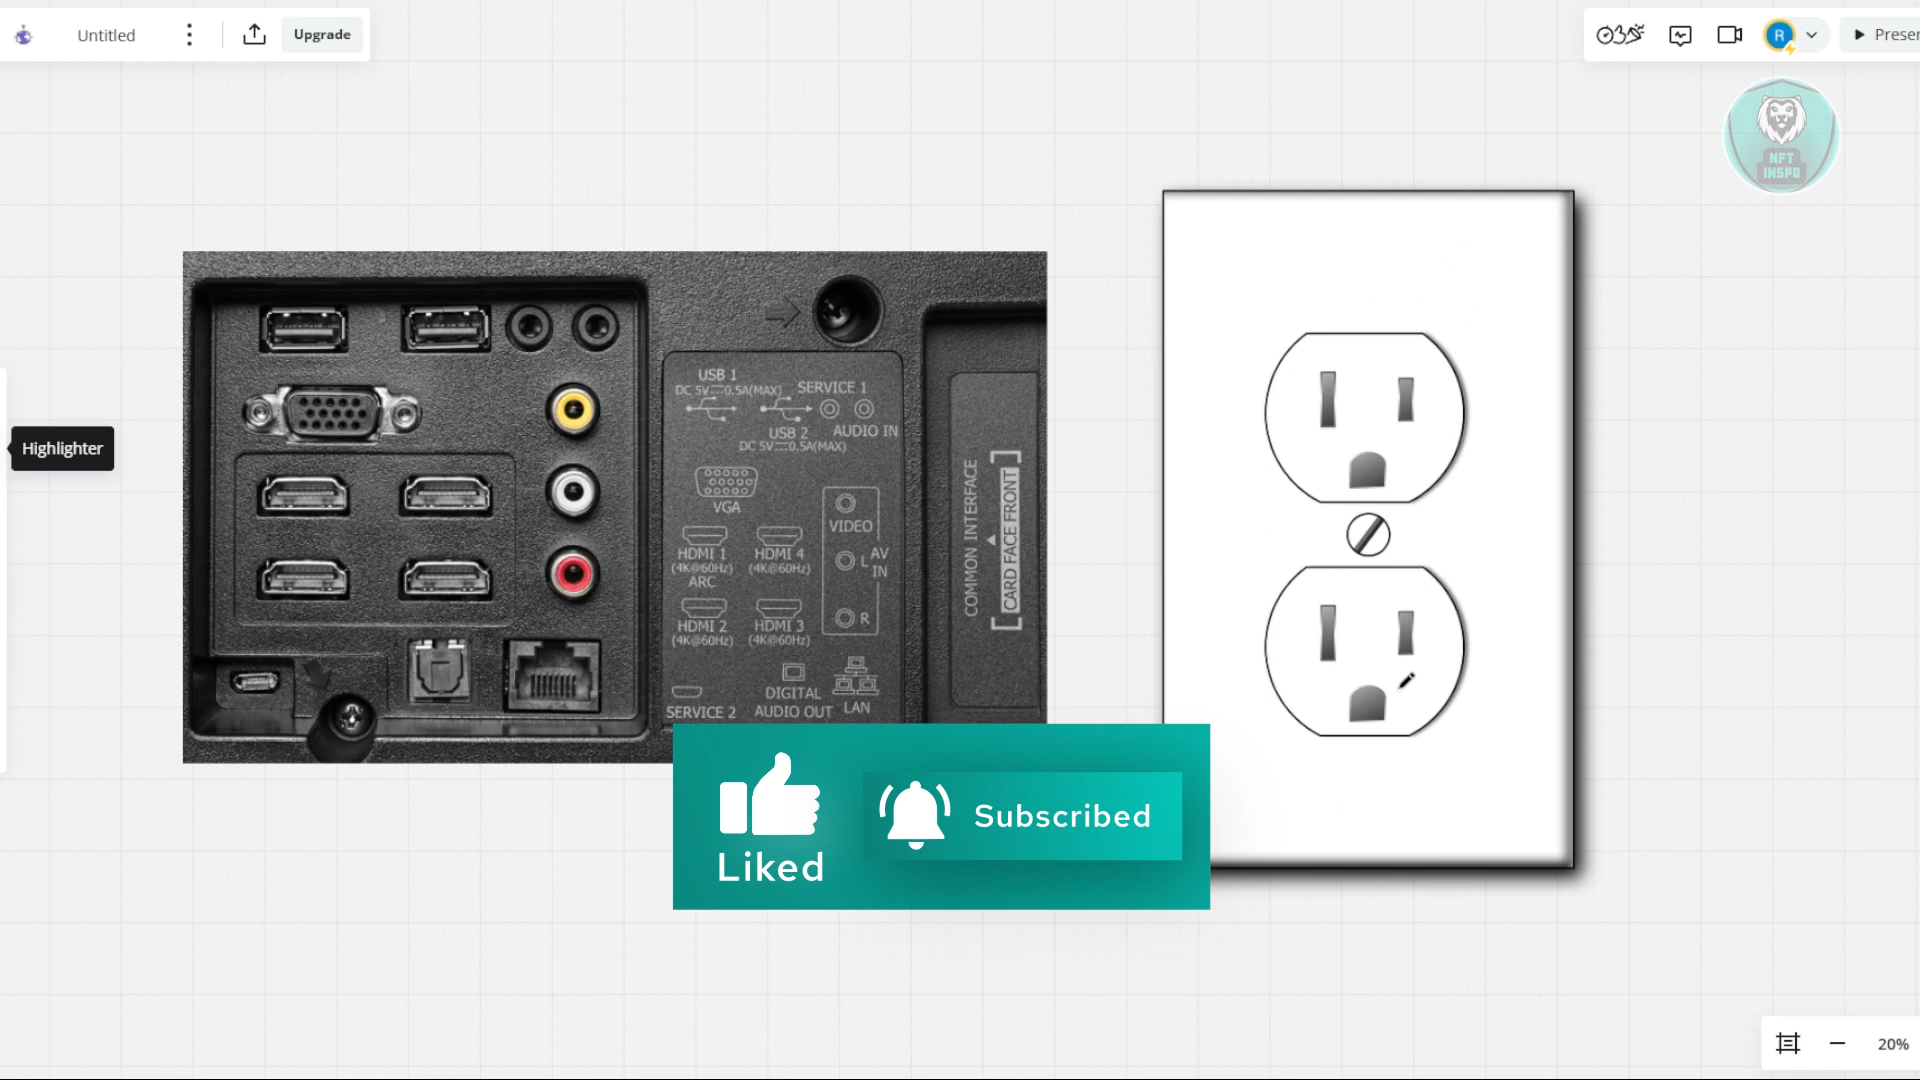 Untitled
Upgrade
R
Presen
NFT
INSPO
Highlighter
USB 1
DC 5V 0.5A(MAX)
SERVICE 1
USB 2
AUDIO IN
DC 5V 0.5A(MAX)
VGA
VIDEO
HDMI 1
(4K@60Hz)
ARC
HDMI 4
(4K@60Hz)
L
AV
IN
HDMI 2
(4K@60Hz)
HDMI 3
(4K@60Hz)
R
COMMON INTERFACE
CARD FACE FRONT
SERVICE 2
DIGITAL
AUDIO OUT
LAN
Liked
Subscribed
20%